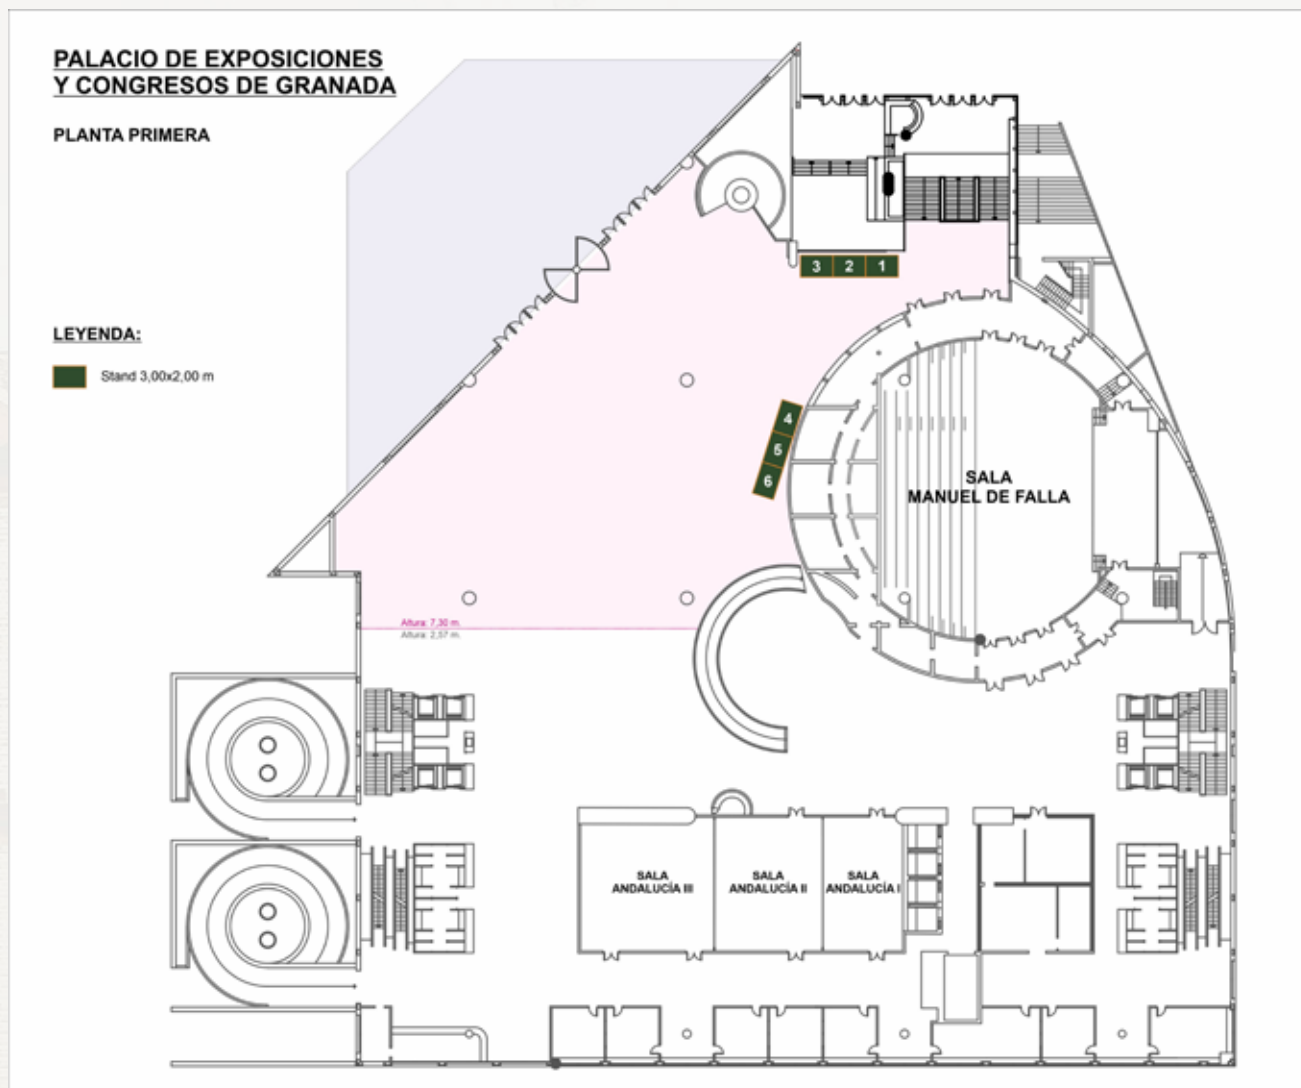 PALACIO DE EXPOSICIONES
Y CONGRESOS DE GRANADA
PLANTA PRIMERA
LEYENDA:
Stand 3,00x2,00 m
3 2 1
4
5
6
SALA
MANUEL DE FALLA
Altura: 7,30 m.
Altura: 2,57 m.
SALA
ANDALUCÍA III
SALA
ANDALUCÍA II
SALA
ANDALUCÍA I